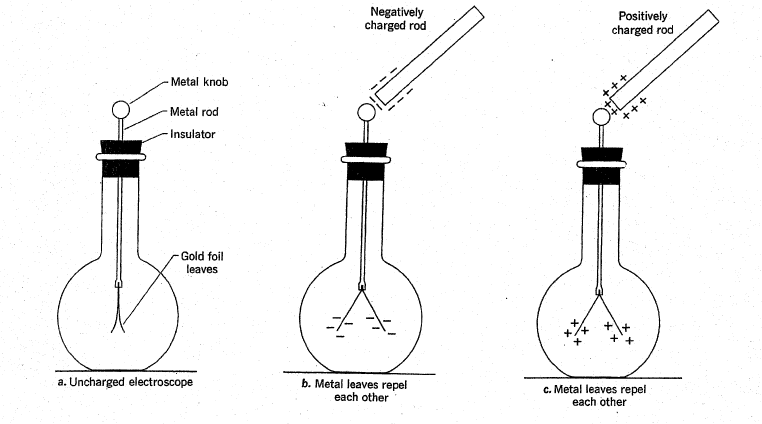 Metal knob
Metal rod
Insulator
Gold foil
leaves
a. Uncharged electroscope
Negatively
charged rod
b. Metal leaves repel
each other
Positively
charged rod
c. Metal leaves repel
each other